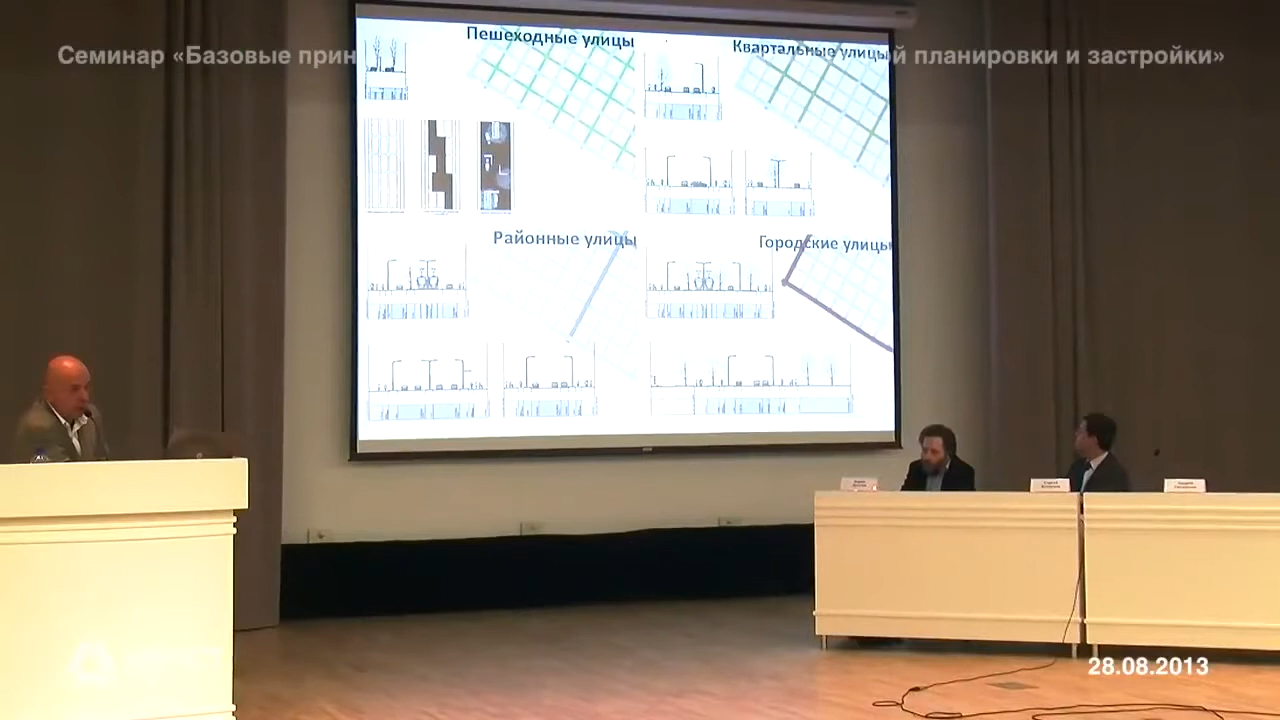 Семинар «Базовые прин й планировки и застройки»
Пешеходные улицы
Квартальные улицы
Районные улицы
Городские улицы
28.08.2013